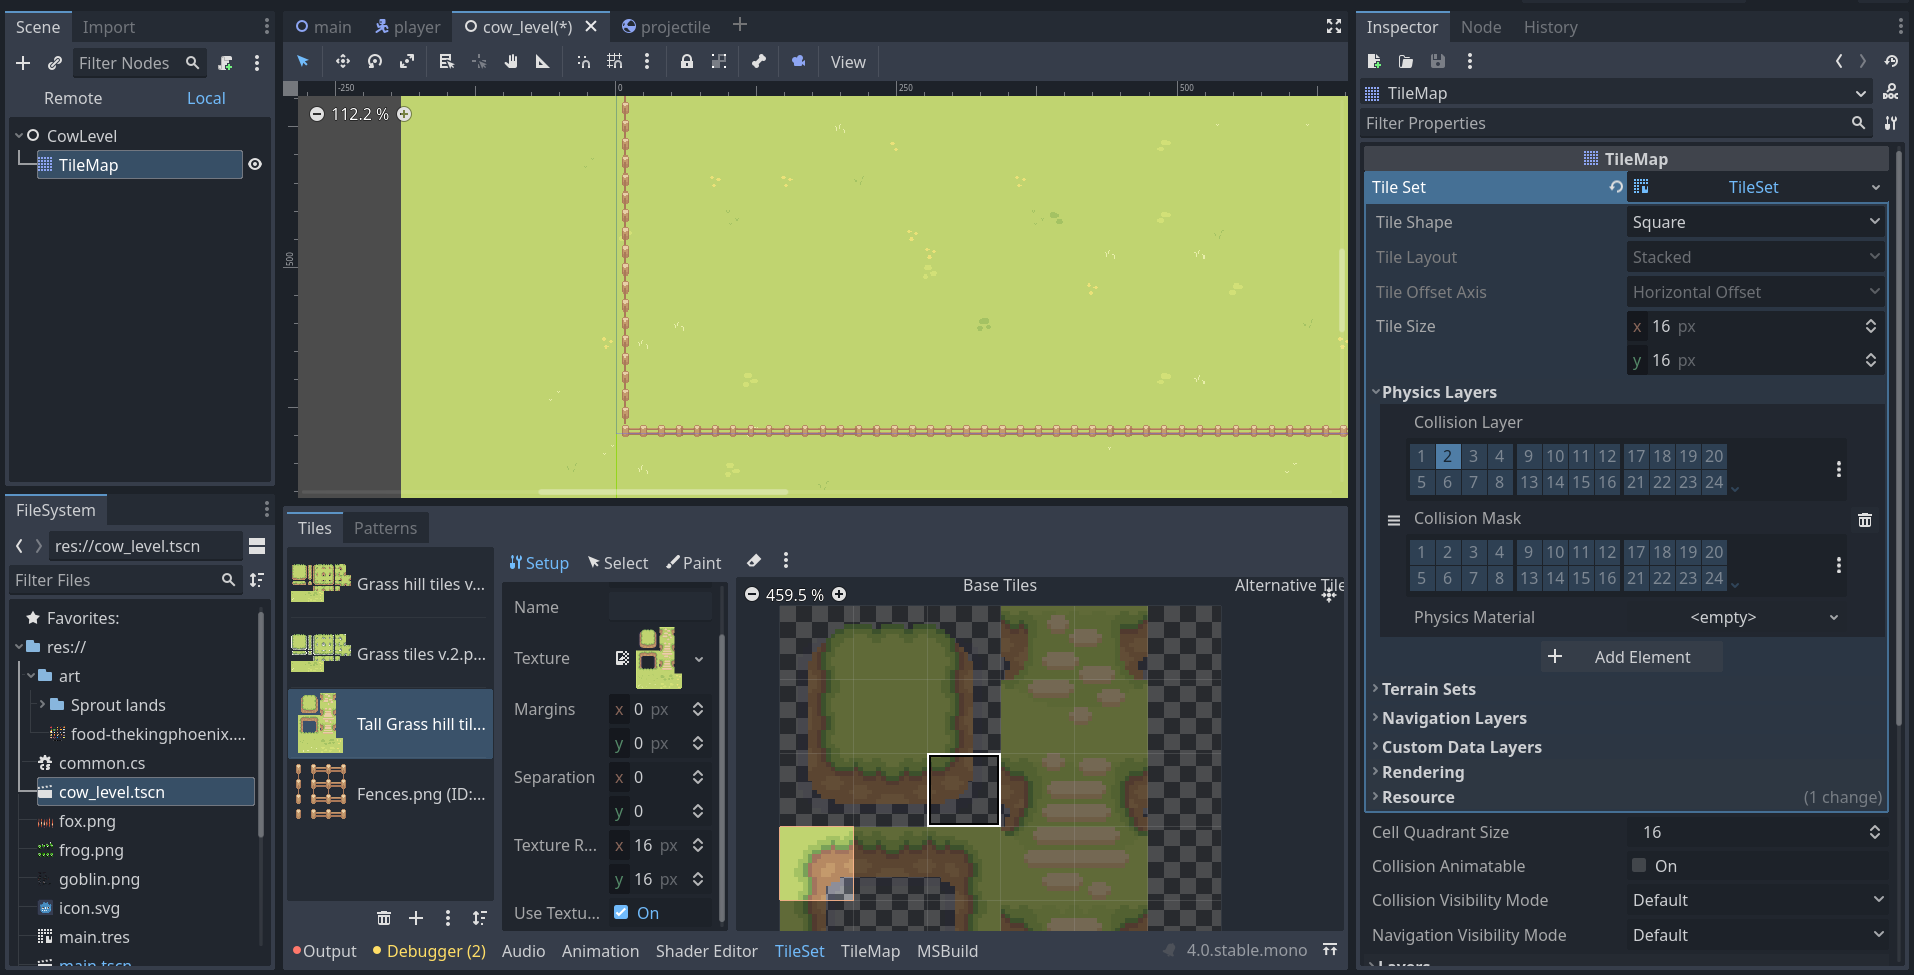 Scene
Import
Filter Nodes
Remote
Local
CowLevel
TileMap
FileSystem
res://cow_level.tscn
Filter Files
Favorites:
res://
art
Sprout lands
food-thekingphoenix....
common.cs
cow_level.tscn
fox.png
frog.png
goblin.png
icon.svg
main.tres
main.tscn
main
player
cow_level(*)
projectile
View
-250
0
250
500
500
112.2 %
Tiles
Patterns
Grass hill tiles v...
Grass tiles v.2.p...
Tall Grass hill til...
Fences.png (ID:...
Setup
Select
Paint
Name
Texture
Margins
x 0 px
y 0 px
Separation
x 0
y 0
Texture R...
x 16 px
y 16 px
Use Textu...
On
459.5 %
Base Tiles
Alternative Tile
Output
Debugger (2)
Audio
Animation
Shader Editor
TileSet
TileMap
MSBuild
4.0.stable.mono
Inspector
Node
History
TileMap
Filter Properties
TileMap
Tile Set
TileSet
Tile Shape
Square
Tile Layout
Stacked
Tile Offset Axis
Horizontal Offset
Tile Size
x 16 px
y 16 px
Physics Layers
Collision Layer
1 2 3 4 9 10 11 12 17 18 19 20
5 6 7 8 13 14 15 16 21 22 23 24
Collision Mask
1 2 3 4 9 10 11 12 17 18 19 20
5 6 7 8 13 14 15 16 21 22 23 24
Physics Material
<empty>
Add Element
Terrain Sets
Navigation Layers
Custom Data Layers
Rendering
Resource
(1 change)
Cell Quadrant Size
16
Collision Animatable
On
Collision Visibility Mode
Default
Navigation Visibility Mode
Default
Layers